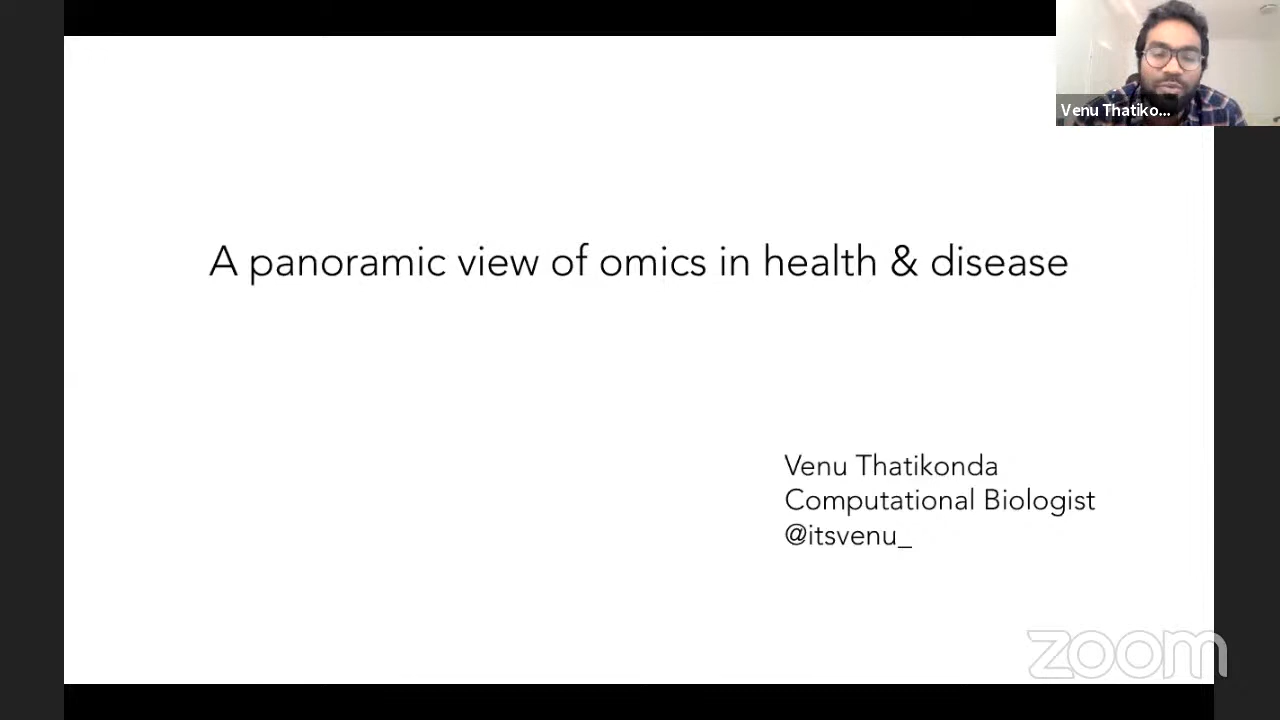 Venu Thatiko...
A panoramic view of omics in health & disease
Venu Thatikonda
Computational Biologist
@itsvenu_
zoom